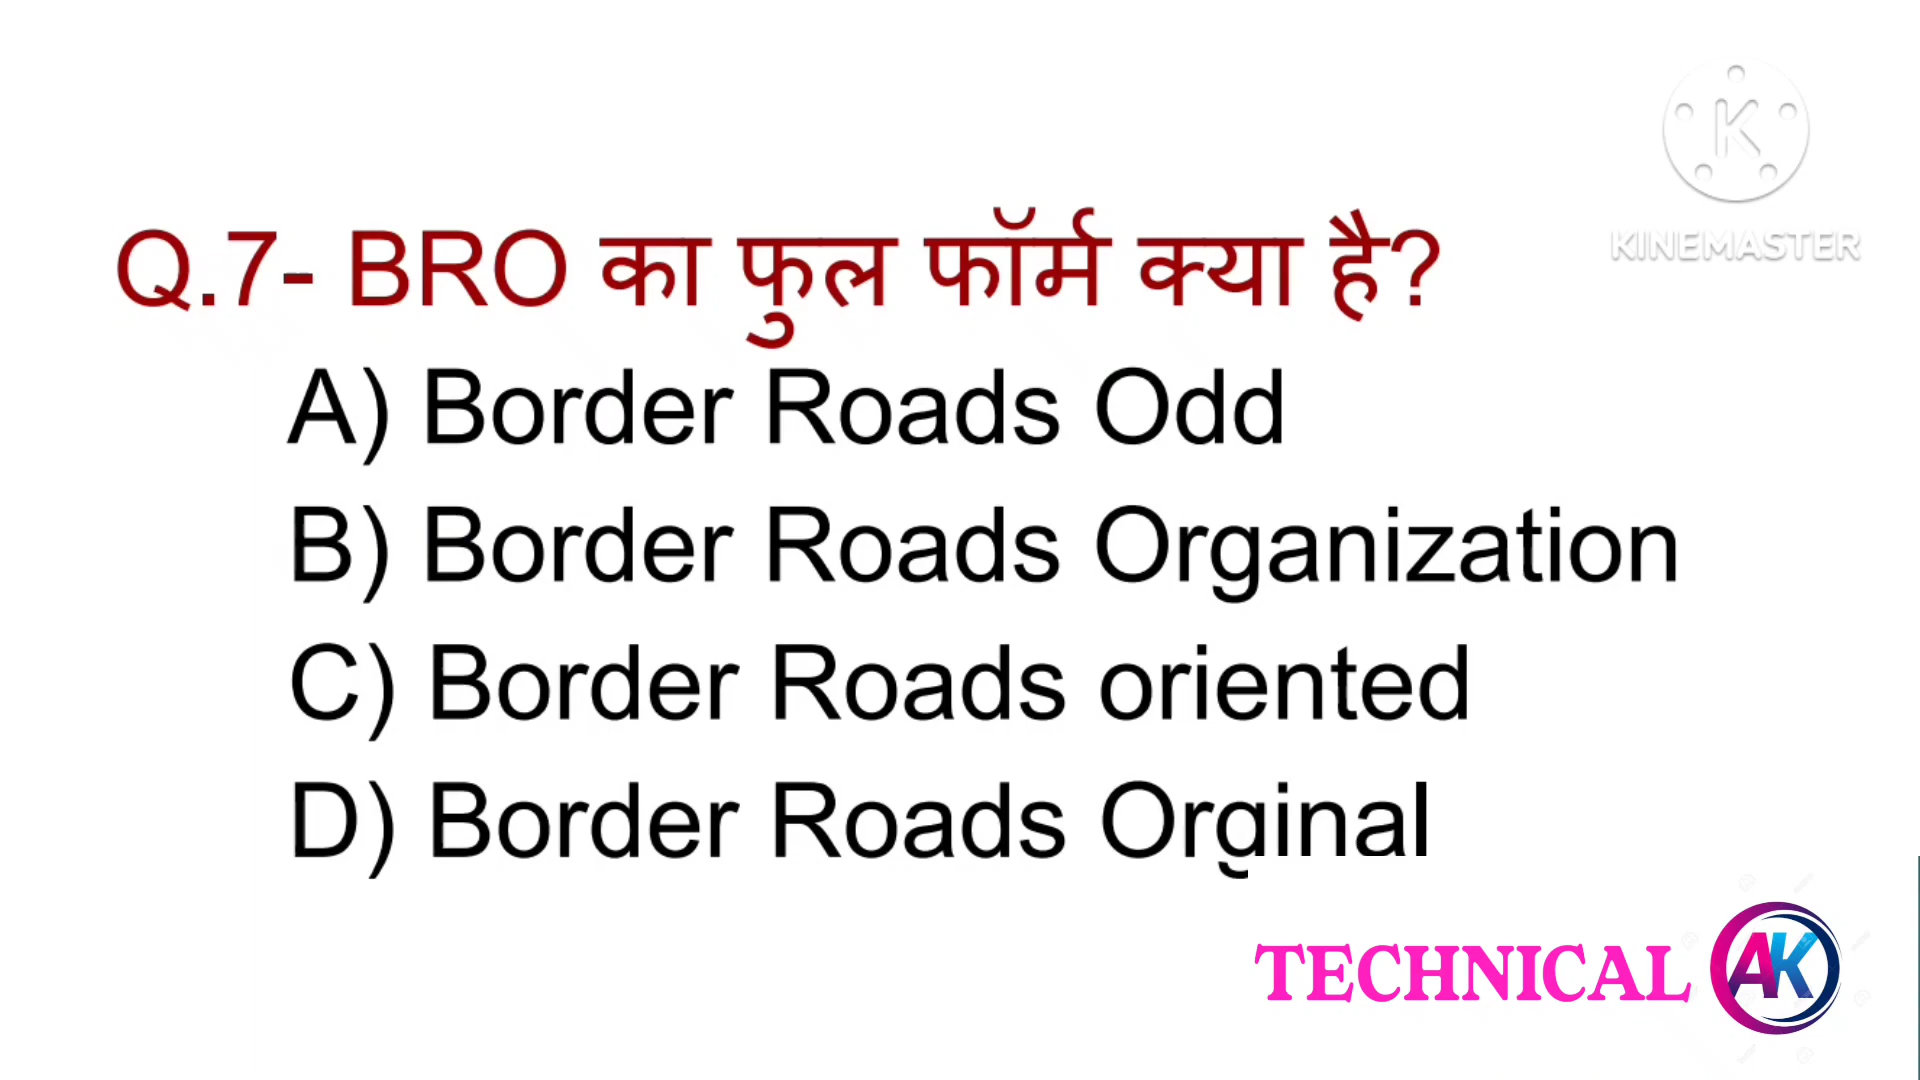 KINEMASTER
Q.7- BRO का फुल फॉर्म क्या है?
A) Border Roads Odd
B) Border Roads Organization
C) Border Roads oriented
D) Border Roads Orginal
TECHNICAL AK